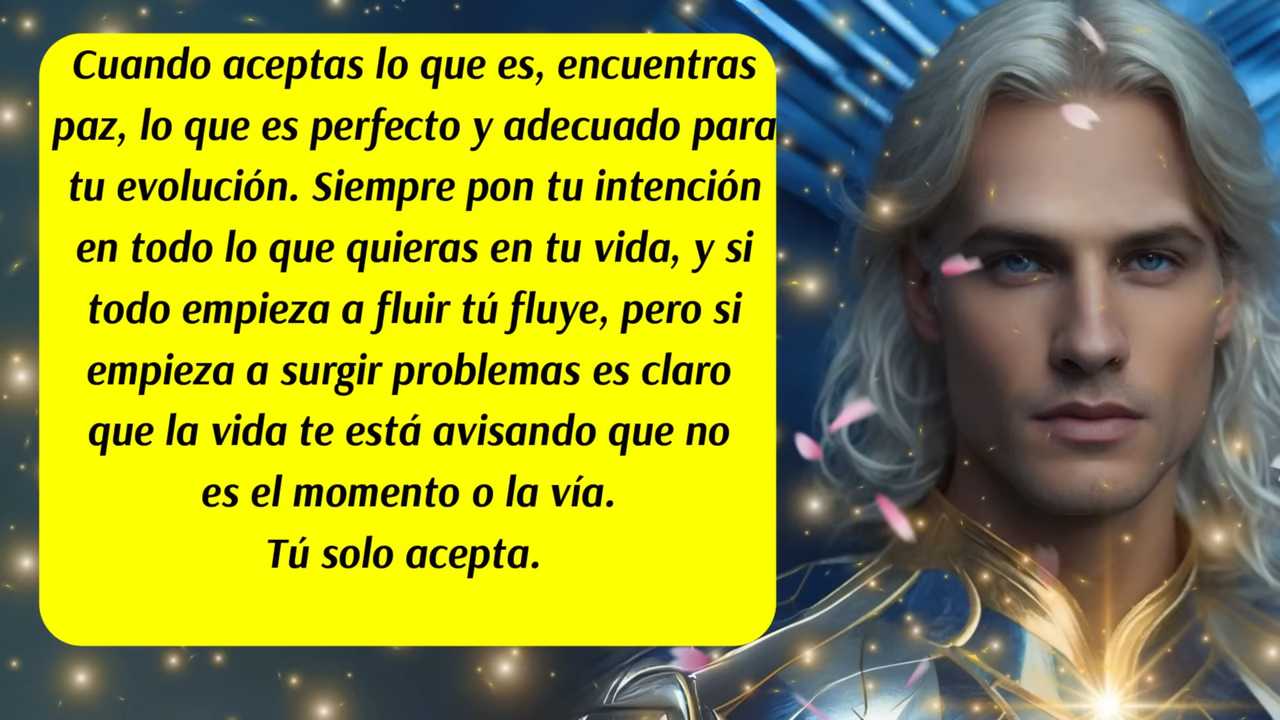 Cuando aceptas lo que es, encuentras
paz, lo que es perfecto y adecuado para
tu evolución. Siempre pon tu intención
en todo lo que quieras en tu vida, y si
todo empieza a fluir tú fluye, pero si
empieza a surgir problemas es claro
que la vida te está avisando que no
es el momento o la vía.
Tú solo acepta.